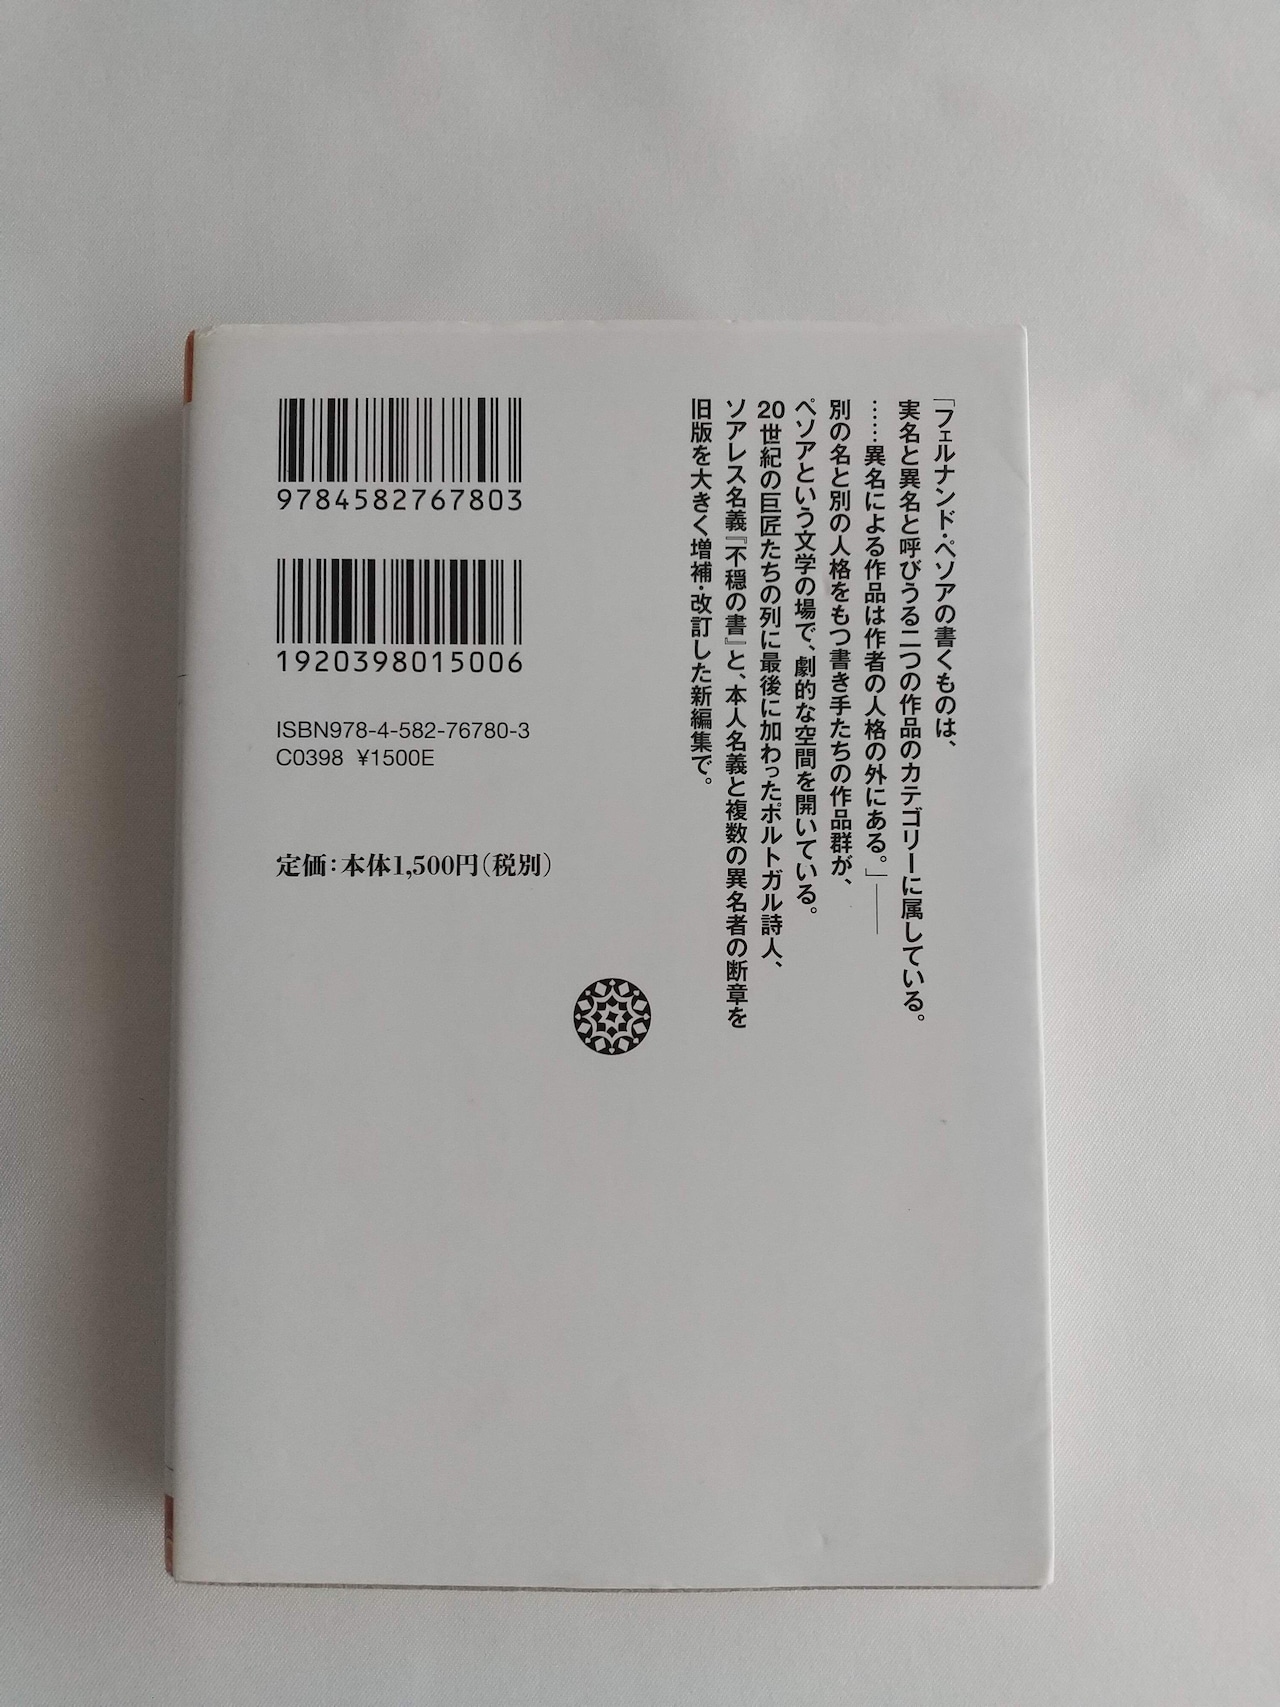 「フェルナンド・ペソアの書くものは、
実名と異名と呼びうる二つの作品のカテゴリーに属している。
……異名による作品は作者の人格の外にある。」――
別の名と別の人格をもつ書き手たちの作品群が、
ペソアという文学の場で、劇的な空間を開いている。
20世紀の巨匠たちの列に最後に加わったポルトガル詩人、
ソアレス名義『不穏の書』と、本人名義と複数の異名者の断章を
旧版を大きく増補・改訂した新編集で。
9784582767803
1920398015006
ISBN978-4-582-76780-3
C0398 ¥1500E
定価：本体1,500円（税別）